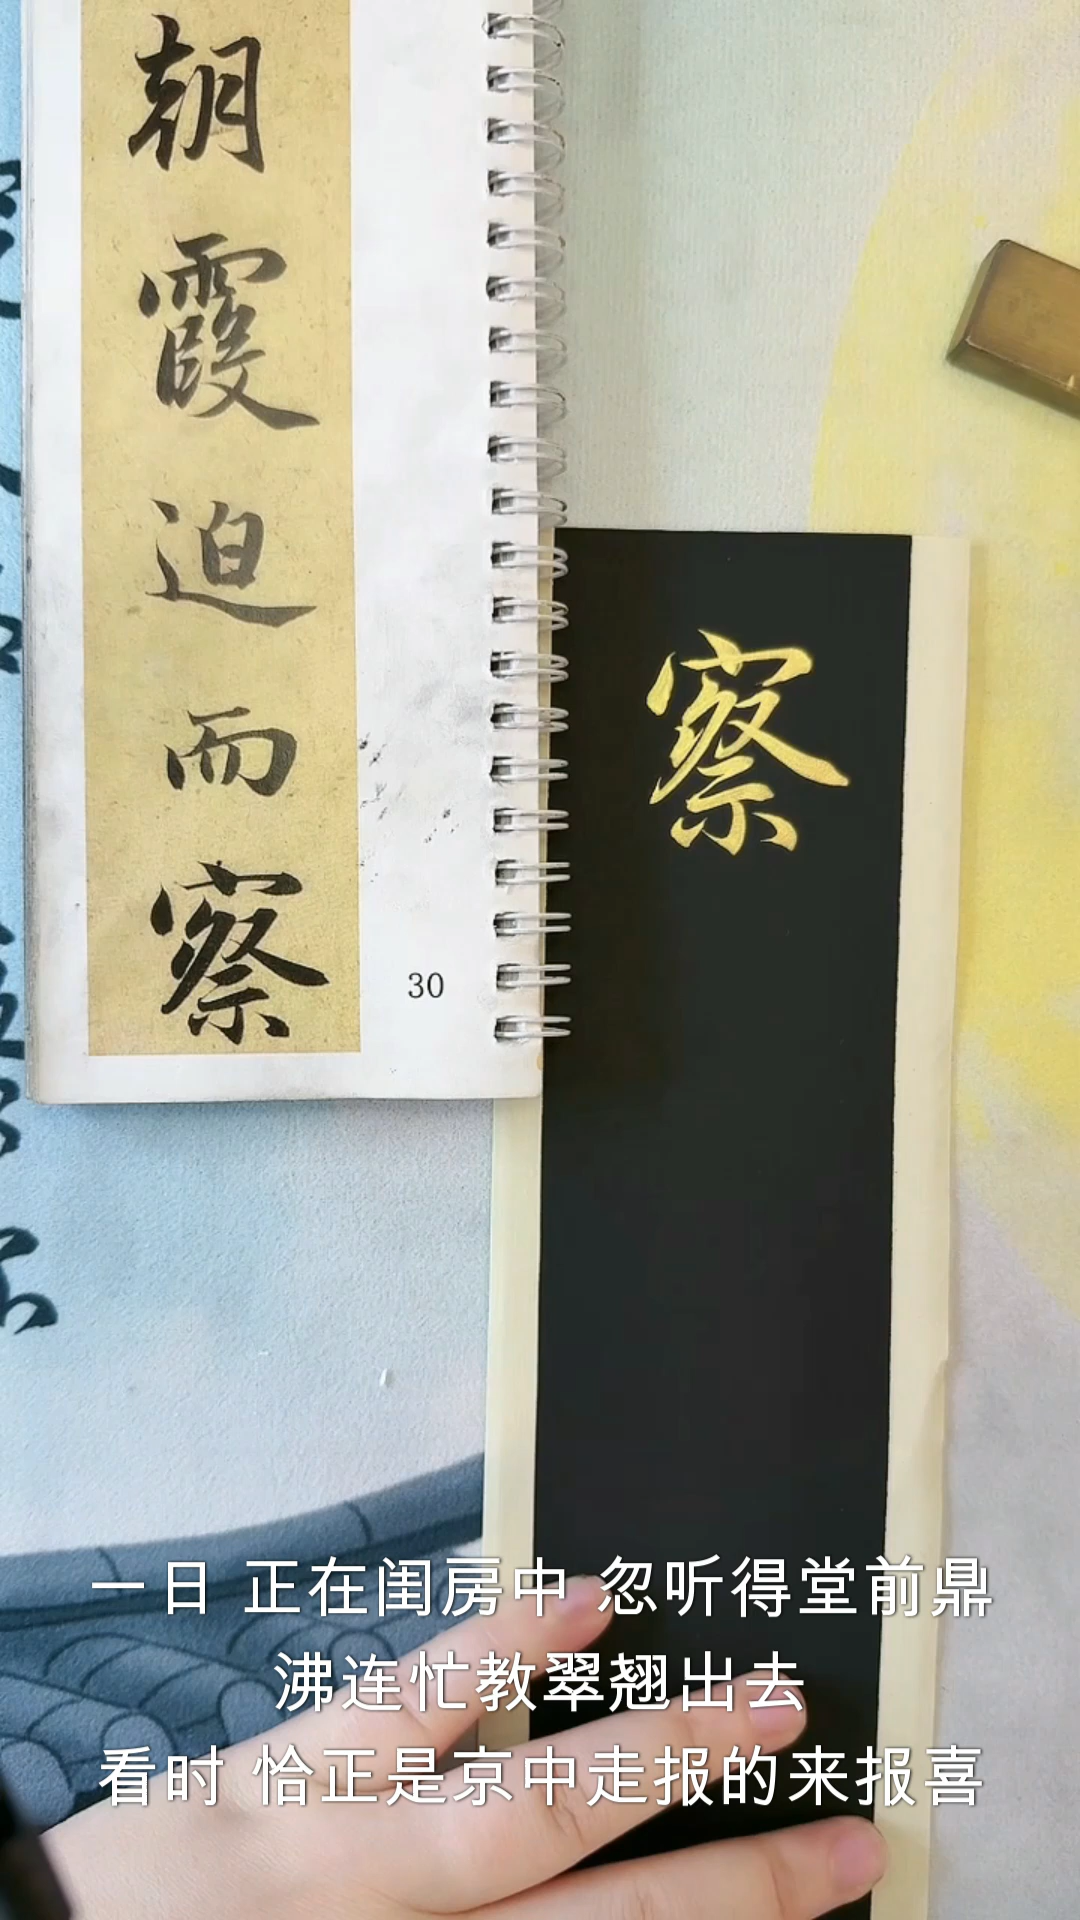 朝
霞
迫
而
察
30
察
一日 正在闺房中 忽听得堂前鼎
沸连忙教翠翘出去
看时 恰正是京中走报的来报喜